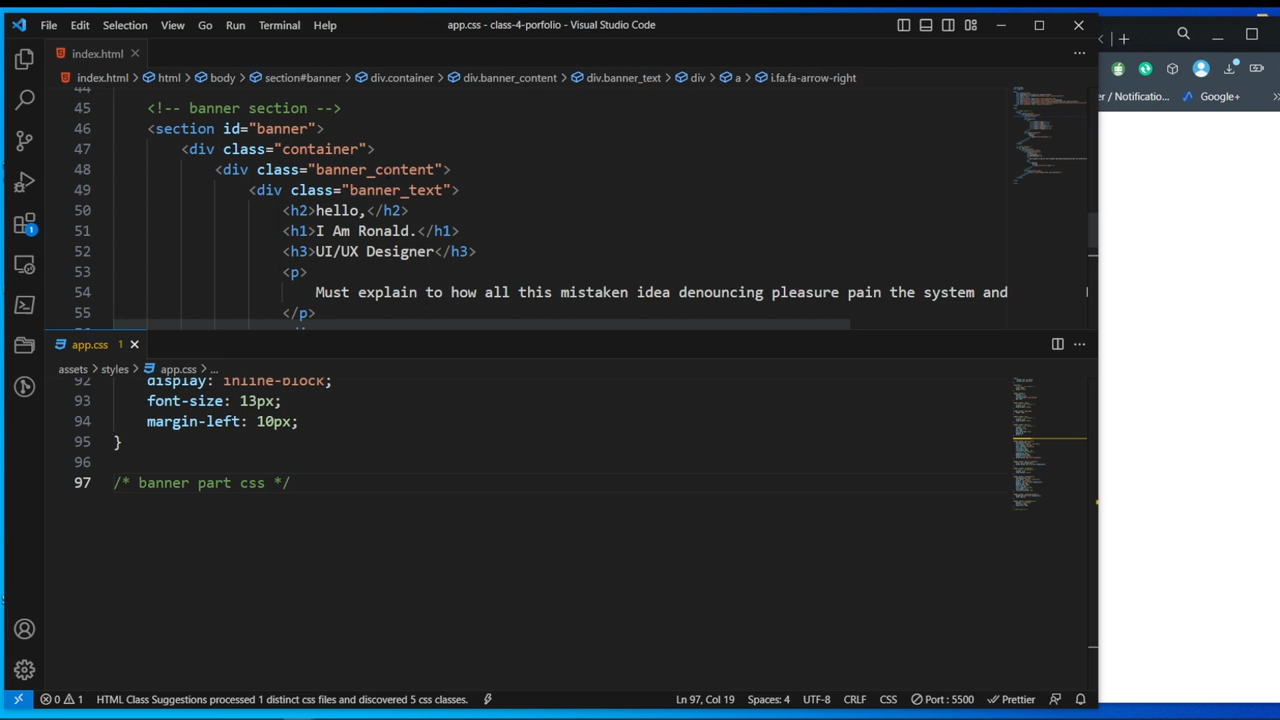 File Edit Selection View Go Run Terminal Help app.css - class-4-porfolio - Visual Studio Code
index.html
index.html > html > body > section#banner > div.container > div.banner_content > div.banner_text > div > a > i.fa.fa-arrow-right
44
45 <!-- banner section -->
46 <section id="banner">
47 <div class="container">
48 <div class="banner_content">
49 <div class="banner_text">
50 <h2>hello,</h2>
51 <h1>I Am Ronald.</h1>
52 <h3>UI/UX Designer</h3>
53 <p>
54 Must explain to how all this mistaken idea denouncing pleasure pain the system and
55 </p>
app.css 1
assets > styles > app.css > ...
92 display: inline-block;
93 font-size: 13px;
94 margin-left: 10px;
95 }
96
97 /* banner part css */
1
0 1 HTML Class Suggestions processed 1 distinct css files and discovered 5 css classes. Ln 97, Col 19 Spaces: 4 UTF-8 CRLF CSS Port : 5500 Prettier
/ Notificatio...
Google+